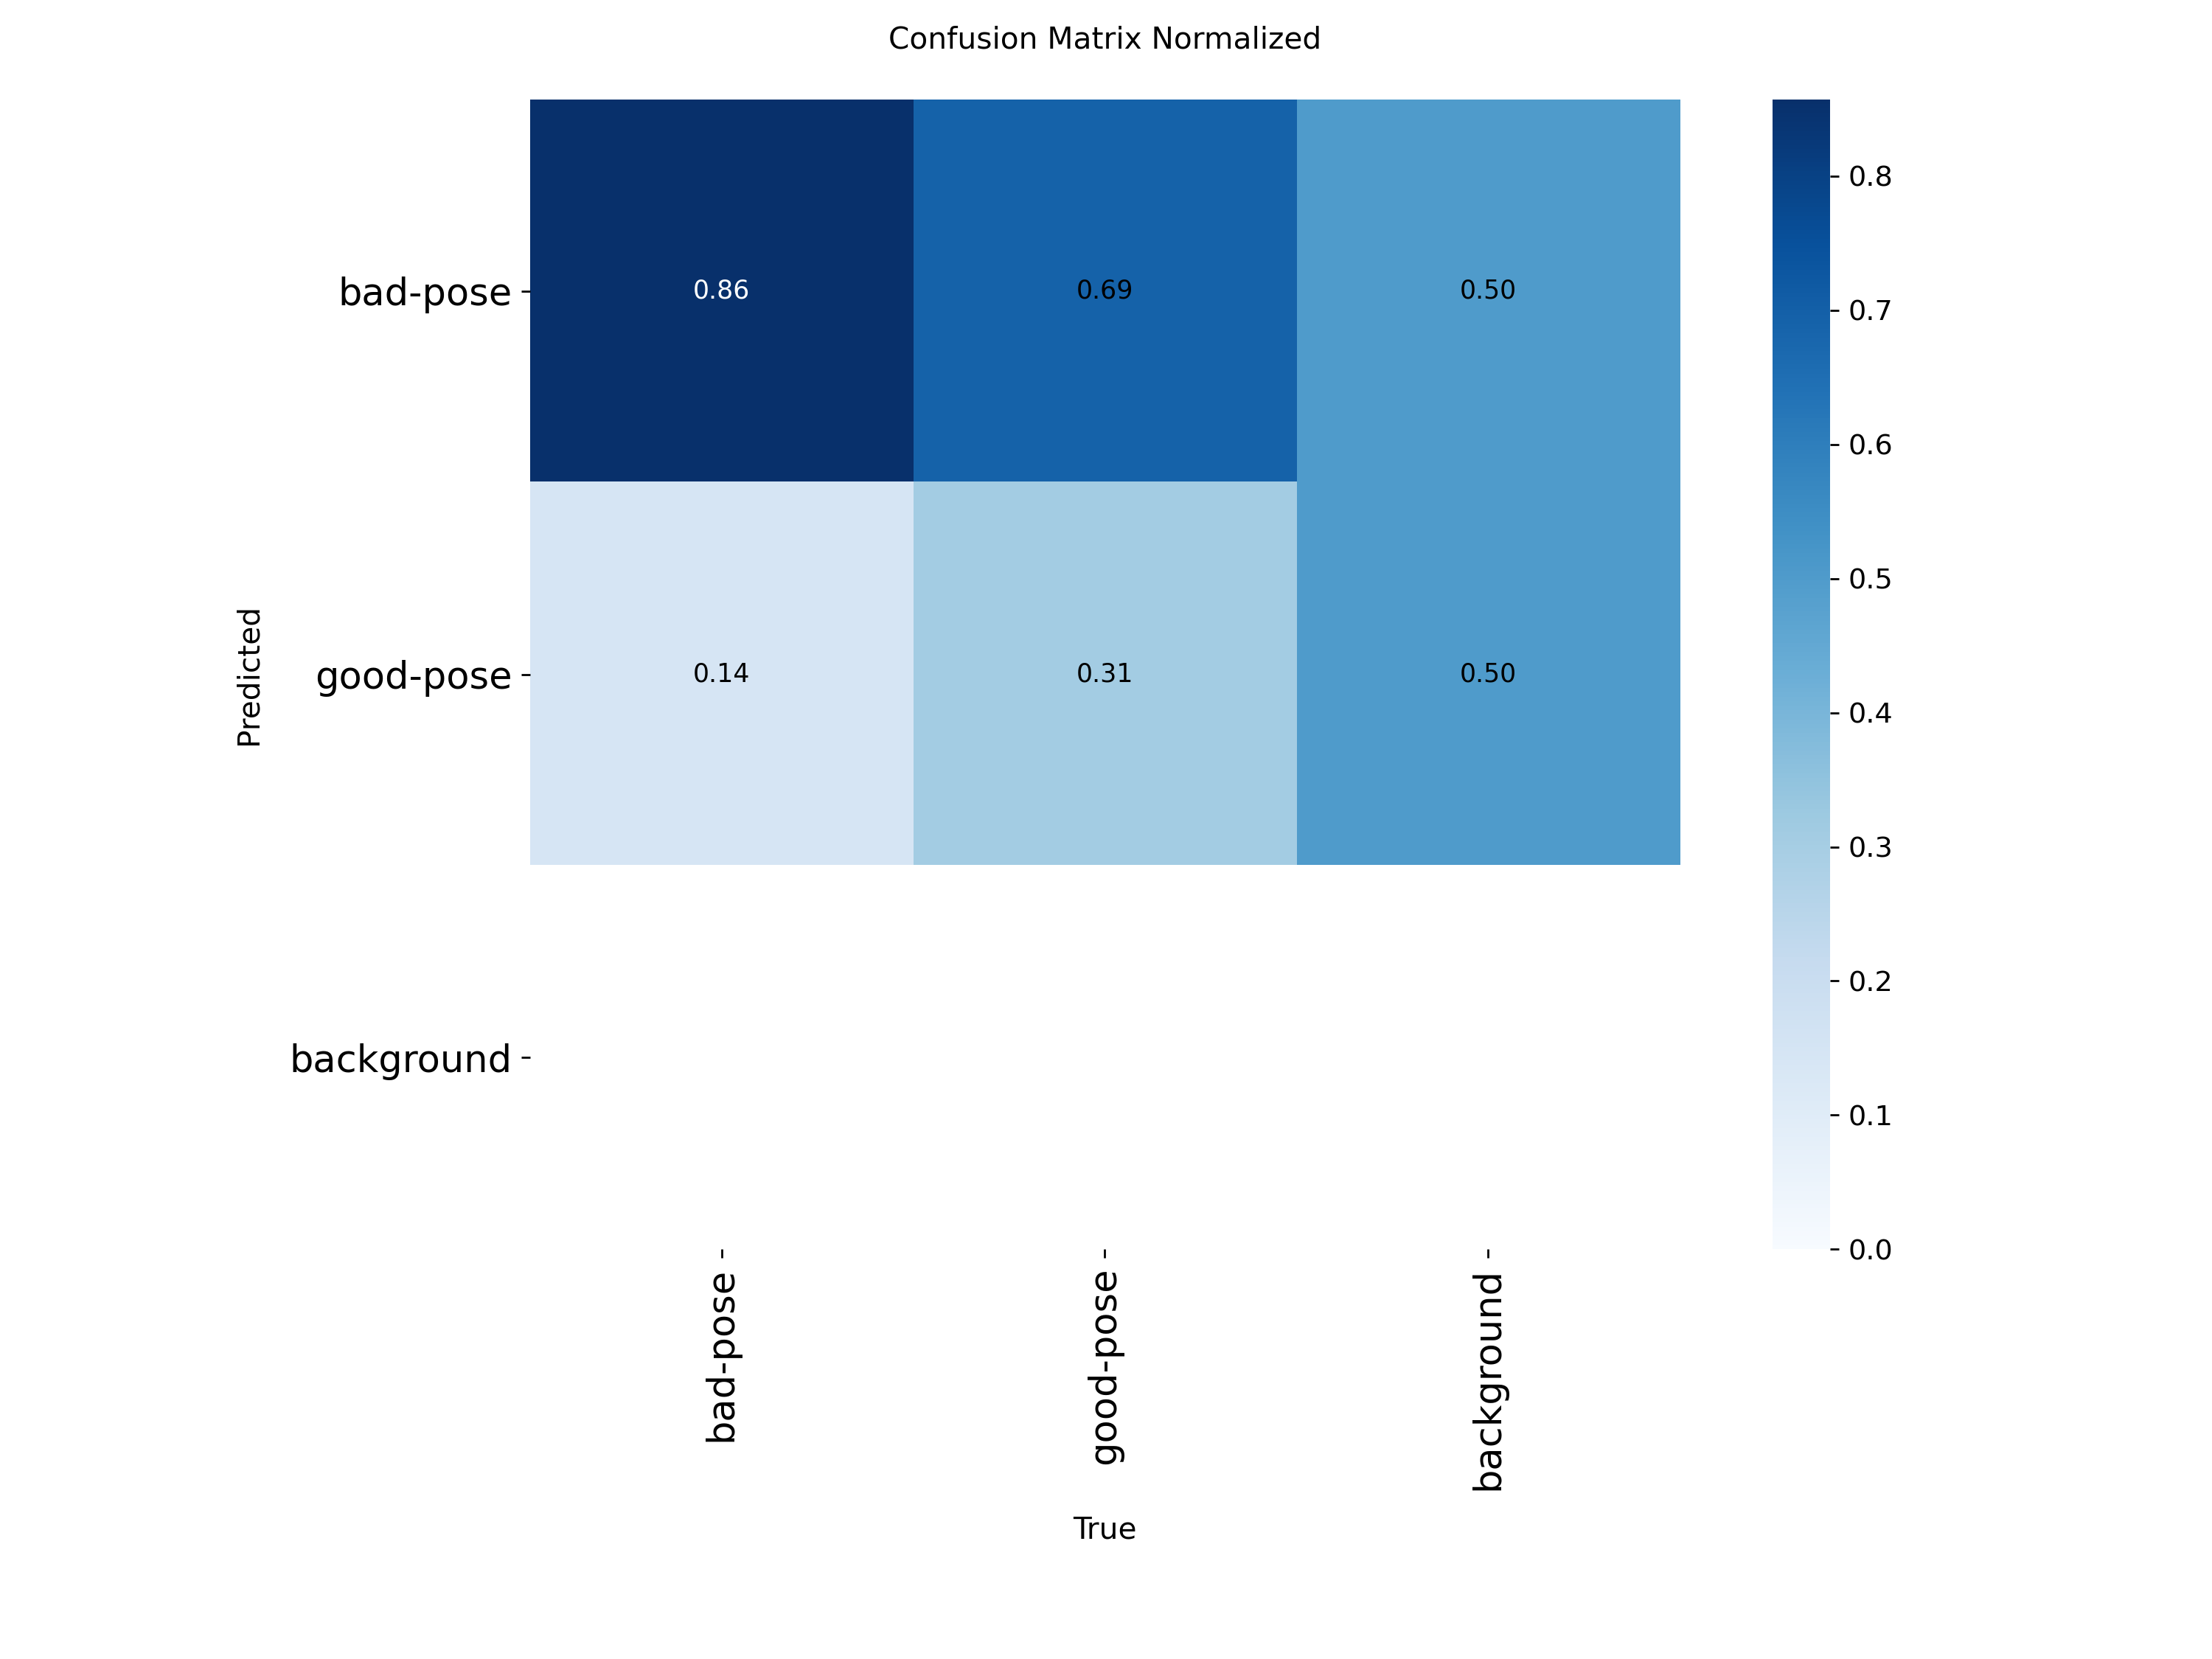 Confusion Matrix Normalized
bad-pose
0.86
0.69
0.50
0.8
0.7
0.6
0.5
0.4
0.3
0.2
0.1
0.0
Predicted
good-pose
0.14
0.31
0.50
background
bad-pose
good-pose
background
True